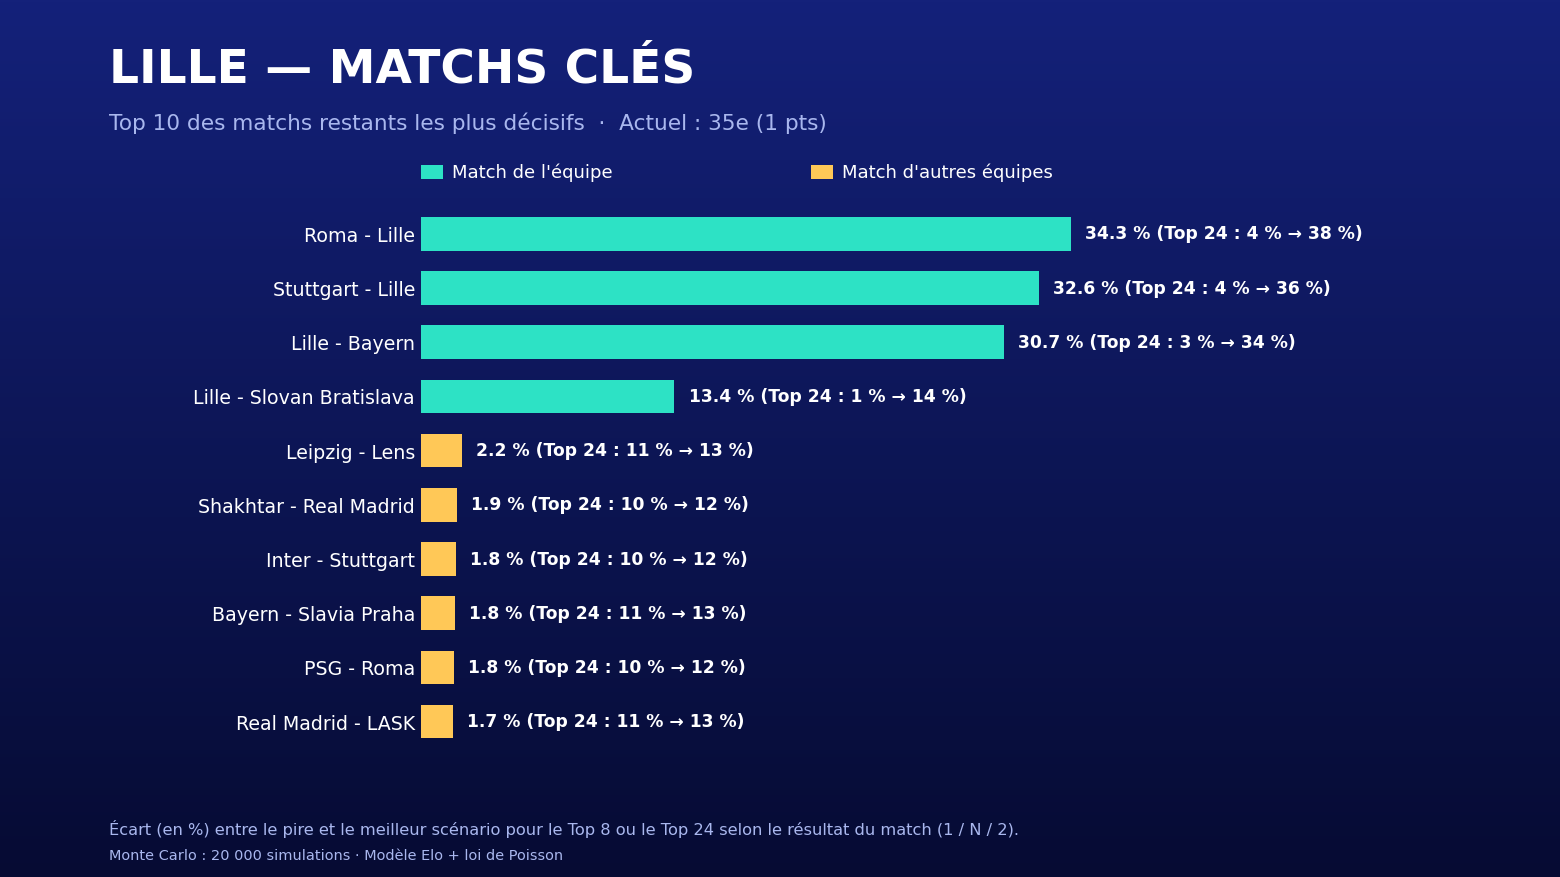 LILLE — MATCHS CLÉS
Top 10 des matchs restants les plus décisifs · Actuel : 35e (1 pts)
Match de l'équipe
Match d'autres équipes
Roma - Lille 34.3 % (Top 24 : 4 % → 38 %)
Stuttgart - Lille 32.6 % (Top 24 : 4 % → 36 %)
Lille - Bayern 30.7 % (Top 24 : 3 % → 34 %)
Lille - Slovan Bratislava 13.4 % (Top 24 : 1 % → 14 %)
Leipzig - Lens 2.2 % (Top 24 : 11 % → 13 %)
Shakhtar - Real Madrid 1.9 % (Top 24 : 10 % → 12 %)
Inter - Stuttgart 1.8 % (Top 24 : 10 % → 12 %)
Bayern - Slavia Praha 1.8 % (Top 24 : 11 % → 13 %)
PSG - Roma 1.8 % (Top 24 : 10 % → 12 %)
Real Madrid - LASK 1.7 % (Top 24 : 11 % → 13 %)
Écart (en %) entre le pire et le meilleur scénario pour le Top 8 ou le Top 24 selon le résultat du match (1 / N / 2).
Monte Carlo : 20 000 simulations · Modèle Elo + loi de Poisson